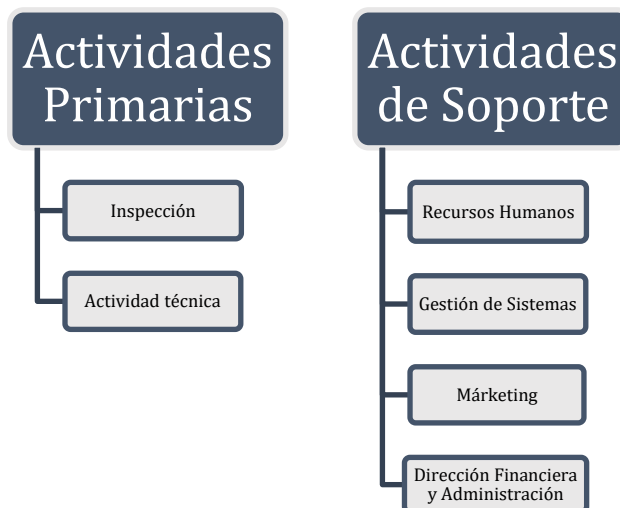 Actividades
Primarias
Inspección
Actividad técnica
Actividades
de Soporte
Recursos Humanos
Gestión de Sistemas
Márketing
Dirección Financiera
y Administración